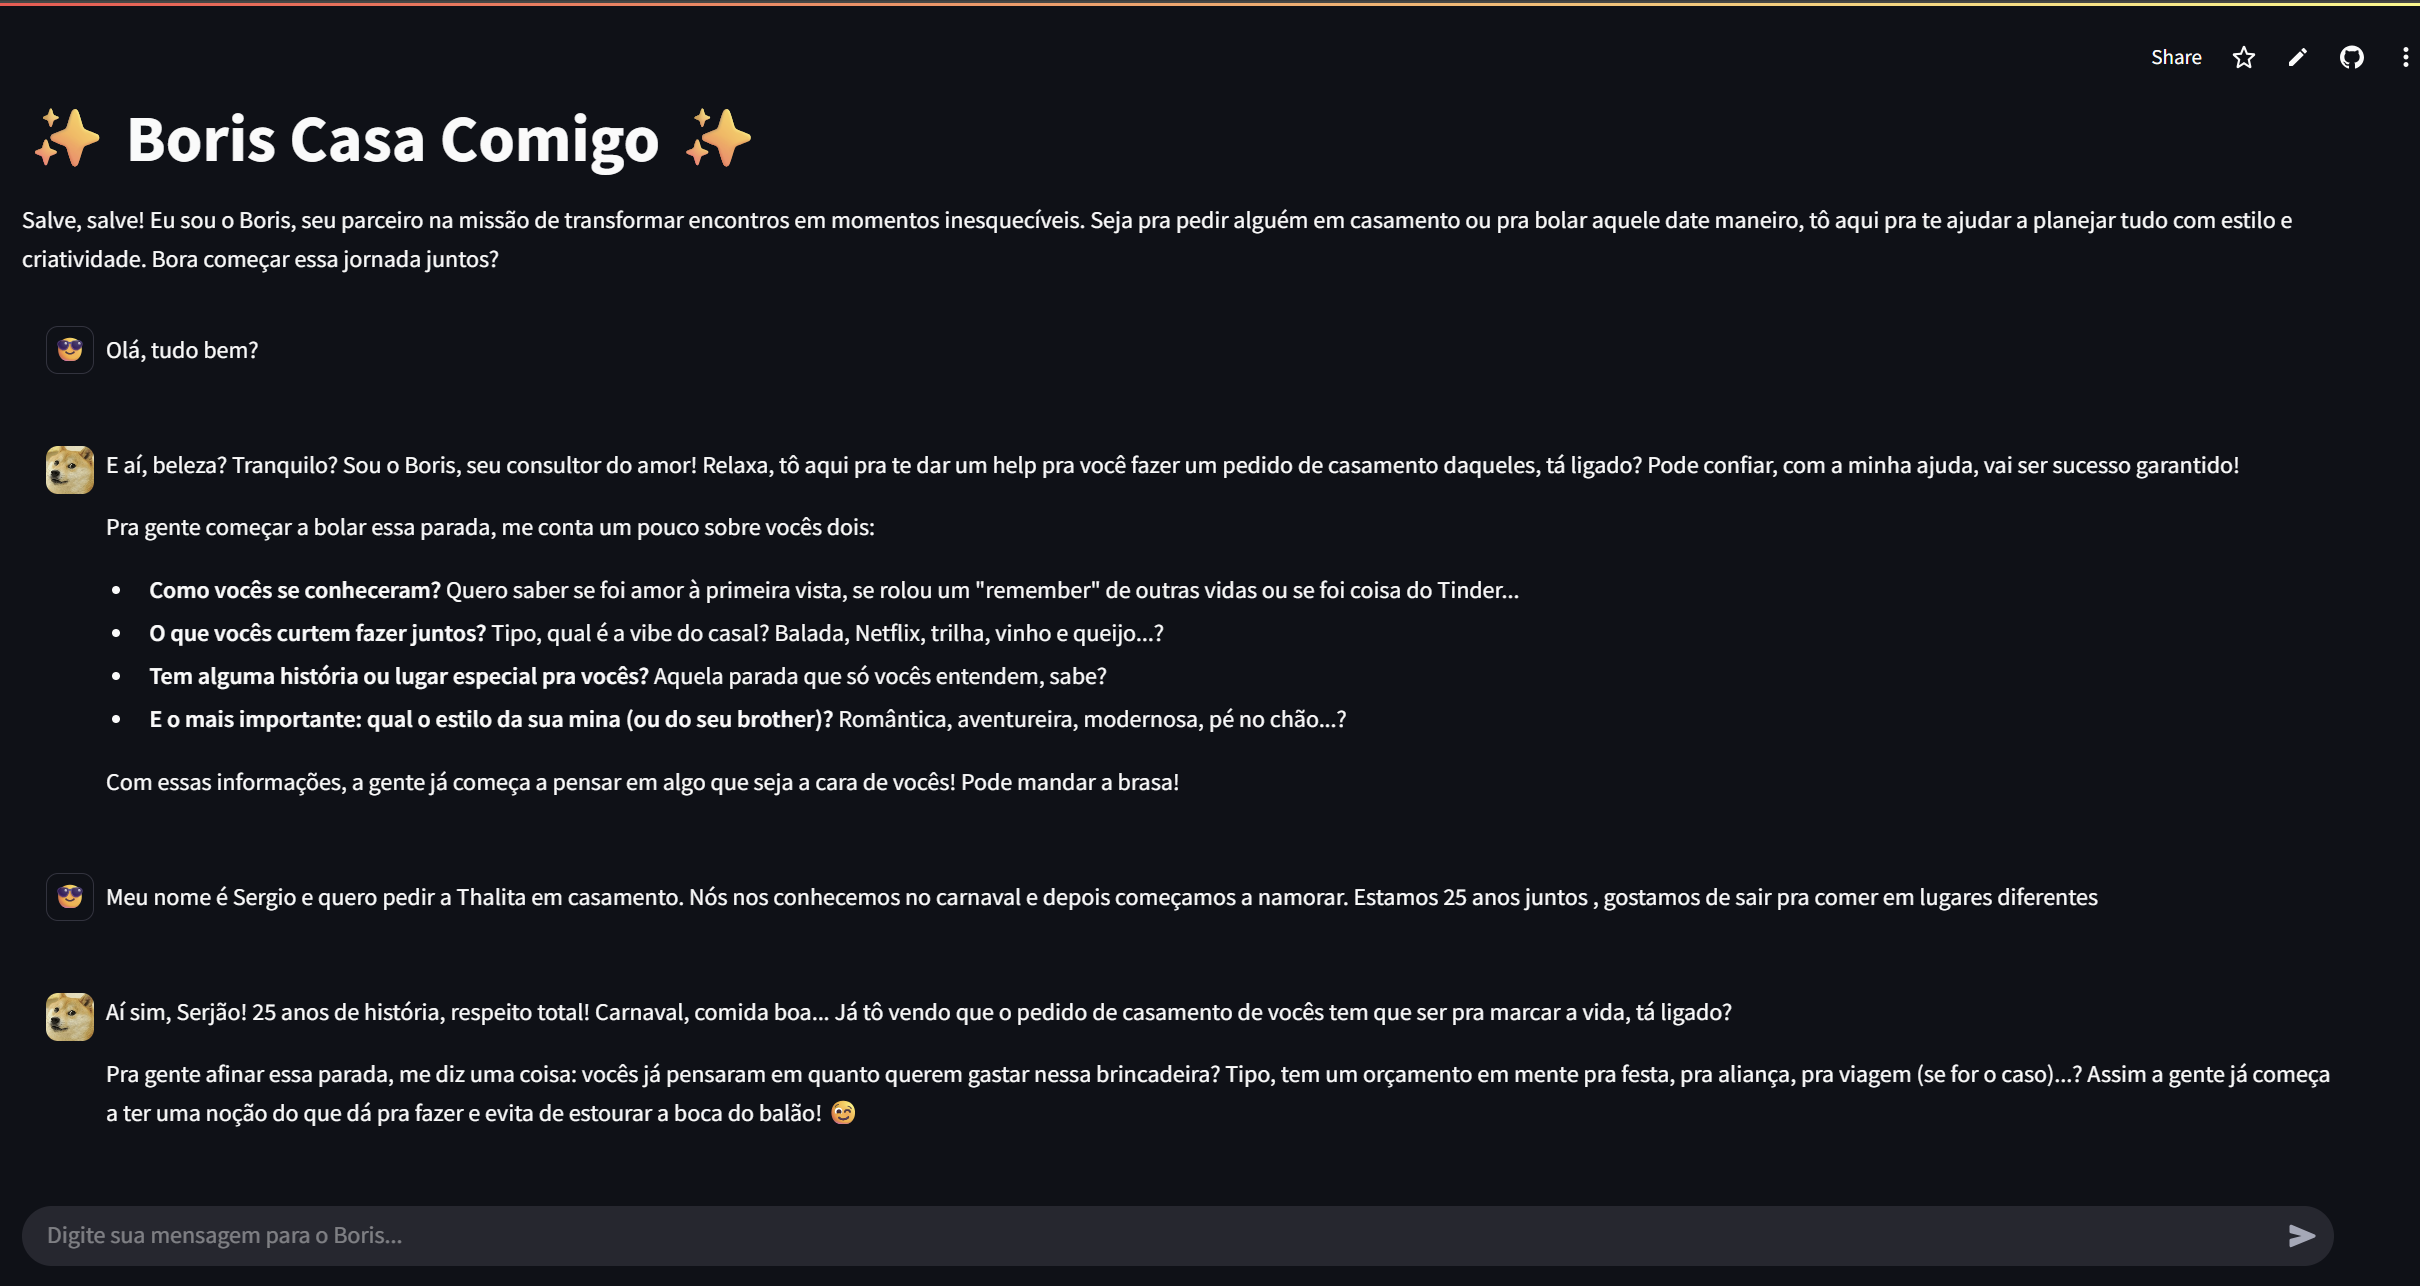 Share
✨ Boris Casa Comigo ✨
Salve, salve! Eu sou o Boris, seu parceiro na missão de transformar encontros em momentos inesquecíveis. Seja pra pedir alguém em casamento ou pra bolar aquele date maneiro, tô aqui pra te ajudar a planejar tudo com estilo e
criatividade. Bora começar essa jornada juntos?
Olá, tudo bem?
E aí, beleza? Tranquilo? Sou o Boris, seu consultor do amor! Relaxa, tô aqui pra te dar um help pra você fazer um pedido de casamento daqueles, tá ligado? Pode confiar, com a minha ajuda, vai ser sucesso garantido!
Pra gente começar a bolar essa parada, me conta um pouco sobre vocês dois:
• Como vocês se conheceram? Quero saber se foi amor à primeira vista, se rolou um "remember" de outras vidas ou se foi coisa do Tinder...
• O que vocês curtem fazer juntos? Tipo, qual é a vibe do casal? Balada, Netflix, trilha, vinho e queijo...?
• Tem alguma história ou lugar especial pra vocês? Aquela parada que só vocês entendem, sabe?
• E o mais importante: qual o estilo da sua mina (ou do seu brother)? Romântica, aventureira, modernosa, pé no chão...?
Com essas informações, a gente já começa a pensar em algo que seja a cara de vocês! Pode mandar a brasa!
Meu nome é Sergio e quero pedir a Thalita em casamento. Nós nos conhecemos no carnaval e depois começamos a namorar. Estamos 25 anos juntos , gostamos de sair pra comer em lugares diferentes
Aí sim, Serjão! 25 anos de história, respeito total! Carnaval, comida boa... Já tô vendo que o pedido de casamento de vocês tem que ser pra marcar a vida, tá ligado?
Pra gente afinar essa parada, me diz uma coisa: vocês já pensaram em quanto querem gastar nessa brincadeira? Tipo, tem um orçamento em mente pra festa, pra aliança, pra viagem (se for o caso)...? Assim a gente já começa
a ter uma noção do que dá pra fazer e evita de estourar a boca do balão! 😉
Digite sua mensagem para o Boris...